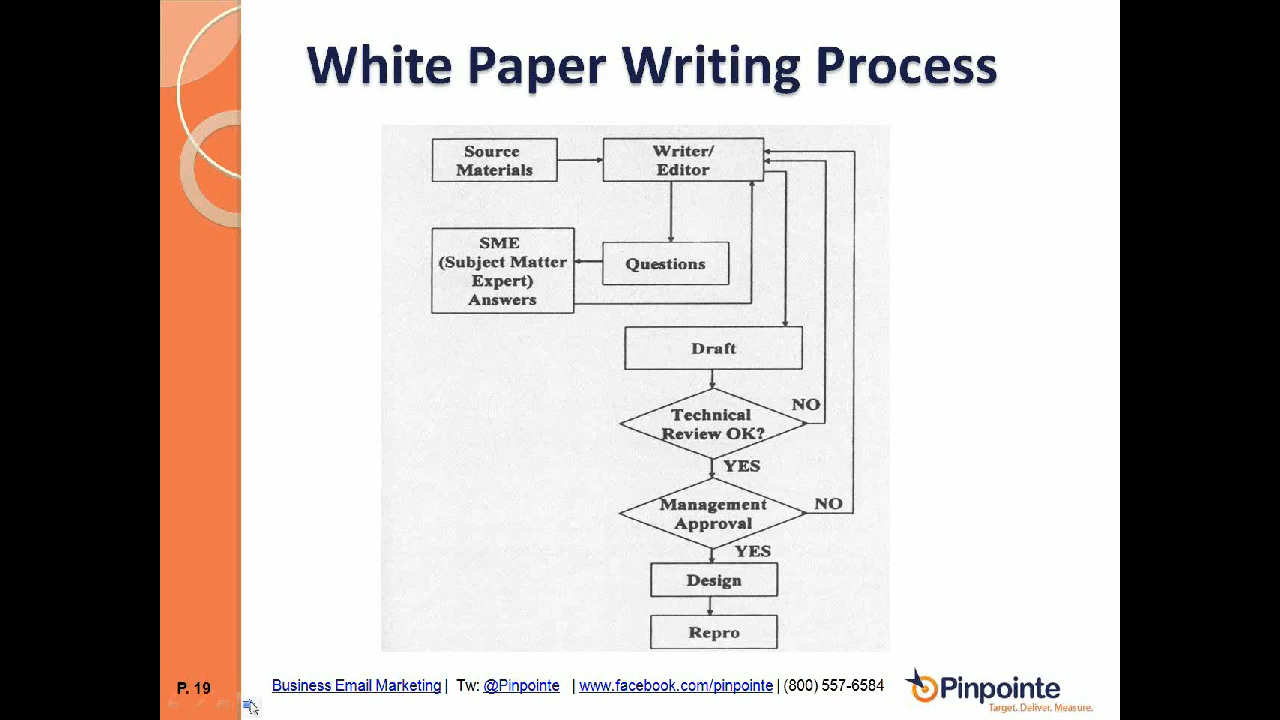 White Paper Writing Process
Source
Materials
Writer/
Editor
SME
(Subject Matter
Expert)
Answers
Questions
Draft
Technical
Review OK?
NO
YES
Management
Approval
NO
YES
Design
Repro
P. 19
Business Email Marketing | Tw: @Pinpointe | www.facebook.com/pinpointe | (800) 557-6584
Pinpointe
Target. Deliver. Measure.